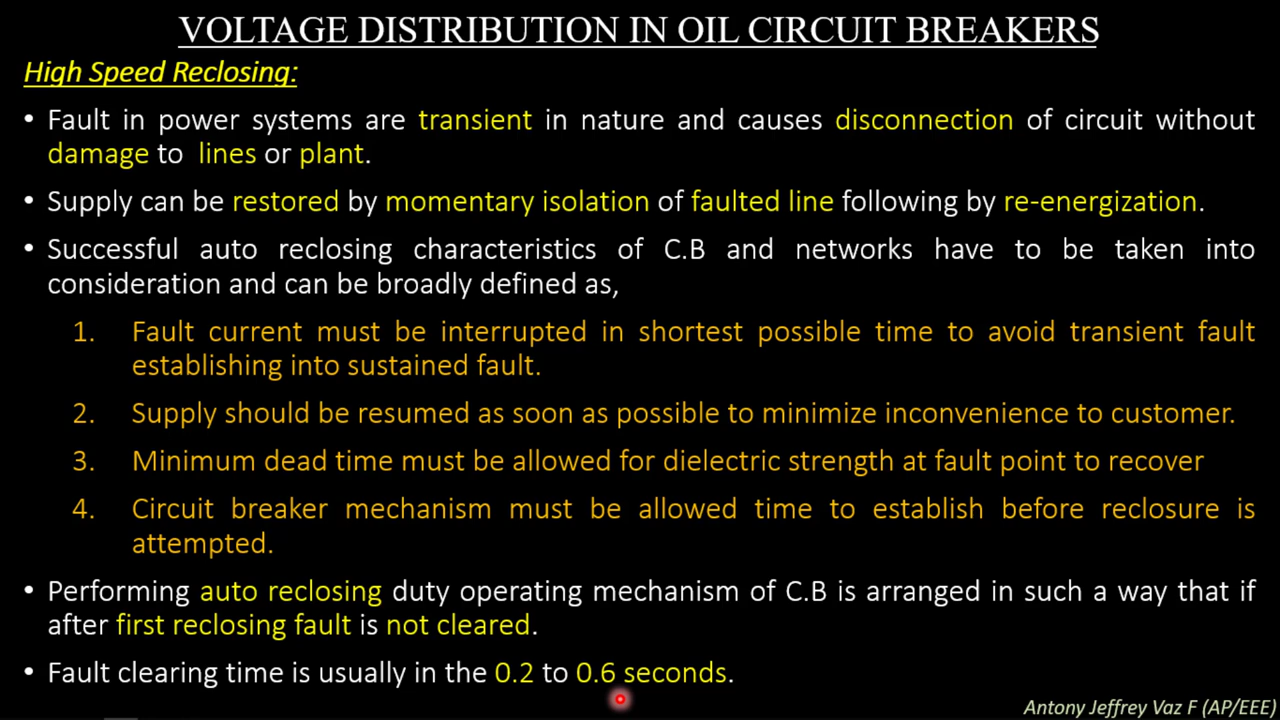 VOLTAGE DISTRIBUTION IN OIL CIRCUIT BREAKERS
High Speed Reclosing:
• Fault in power systems are transient in nature and causes disconnection of circuit without
damage to lines or plant.
• Supply can be restored by momentary isolation of faulted line following by re-energization.
• Successful auto reclosing characteristics of C.B and networks have to be taken into
consideration and can be broadly defined as,
1. Fault current must be interrupted in shortest possible time to avoid transient fault
establishing into sustained fault.
2. Supply should be resumed as soon as possible to minimize inconvenience to customer.
3. Minimum dead time must be allowed for dielectric strength at fault point to recover
4. Circuit breaker mechanism must be allowed time to establish before reclosure is
attempted.
• Performing auto reclosing duty operating mechanism of C.B is arranged in such a way that if
after first reclosing fault is not cleared.
• Fault clearing time is usually in the 0.2 to 0.6 seconds.
Antony Jeffrey Vaz F (AP/EEE)